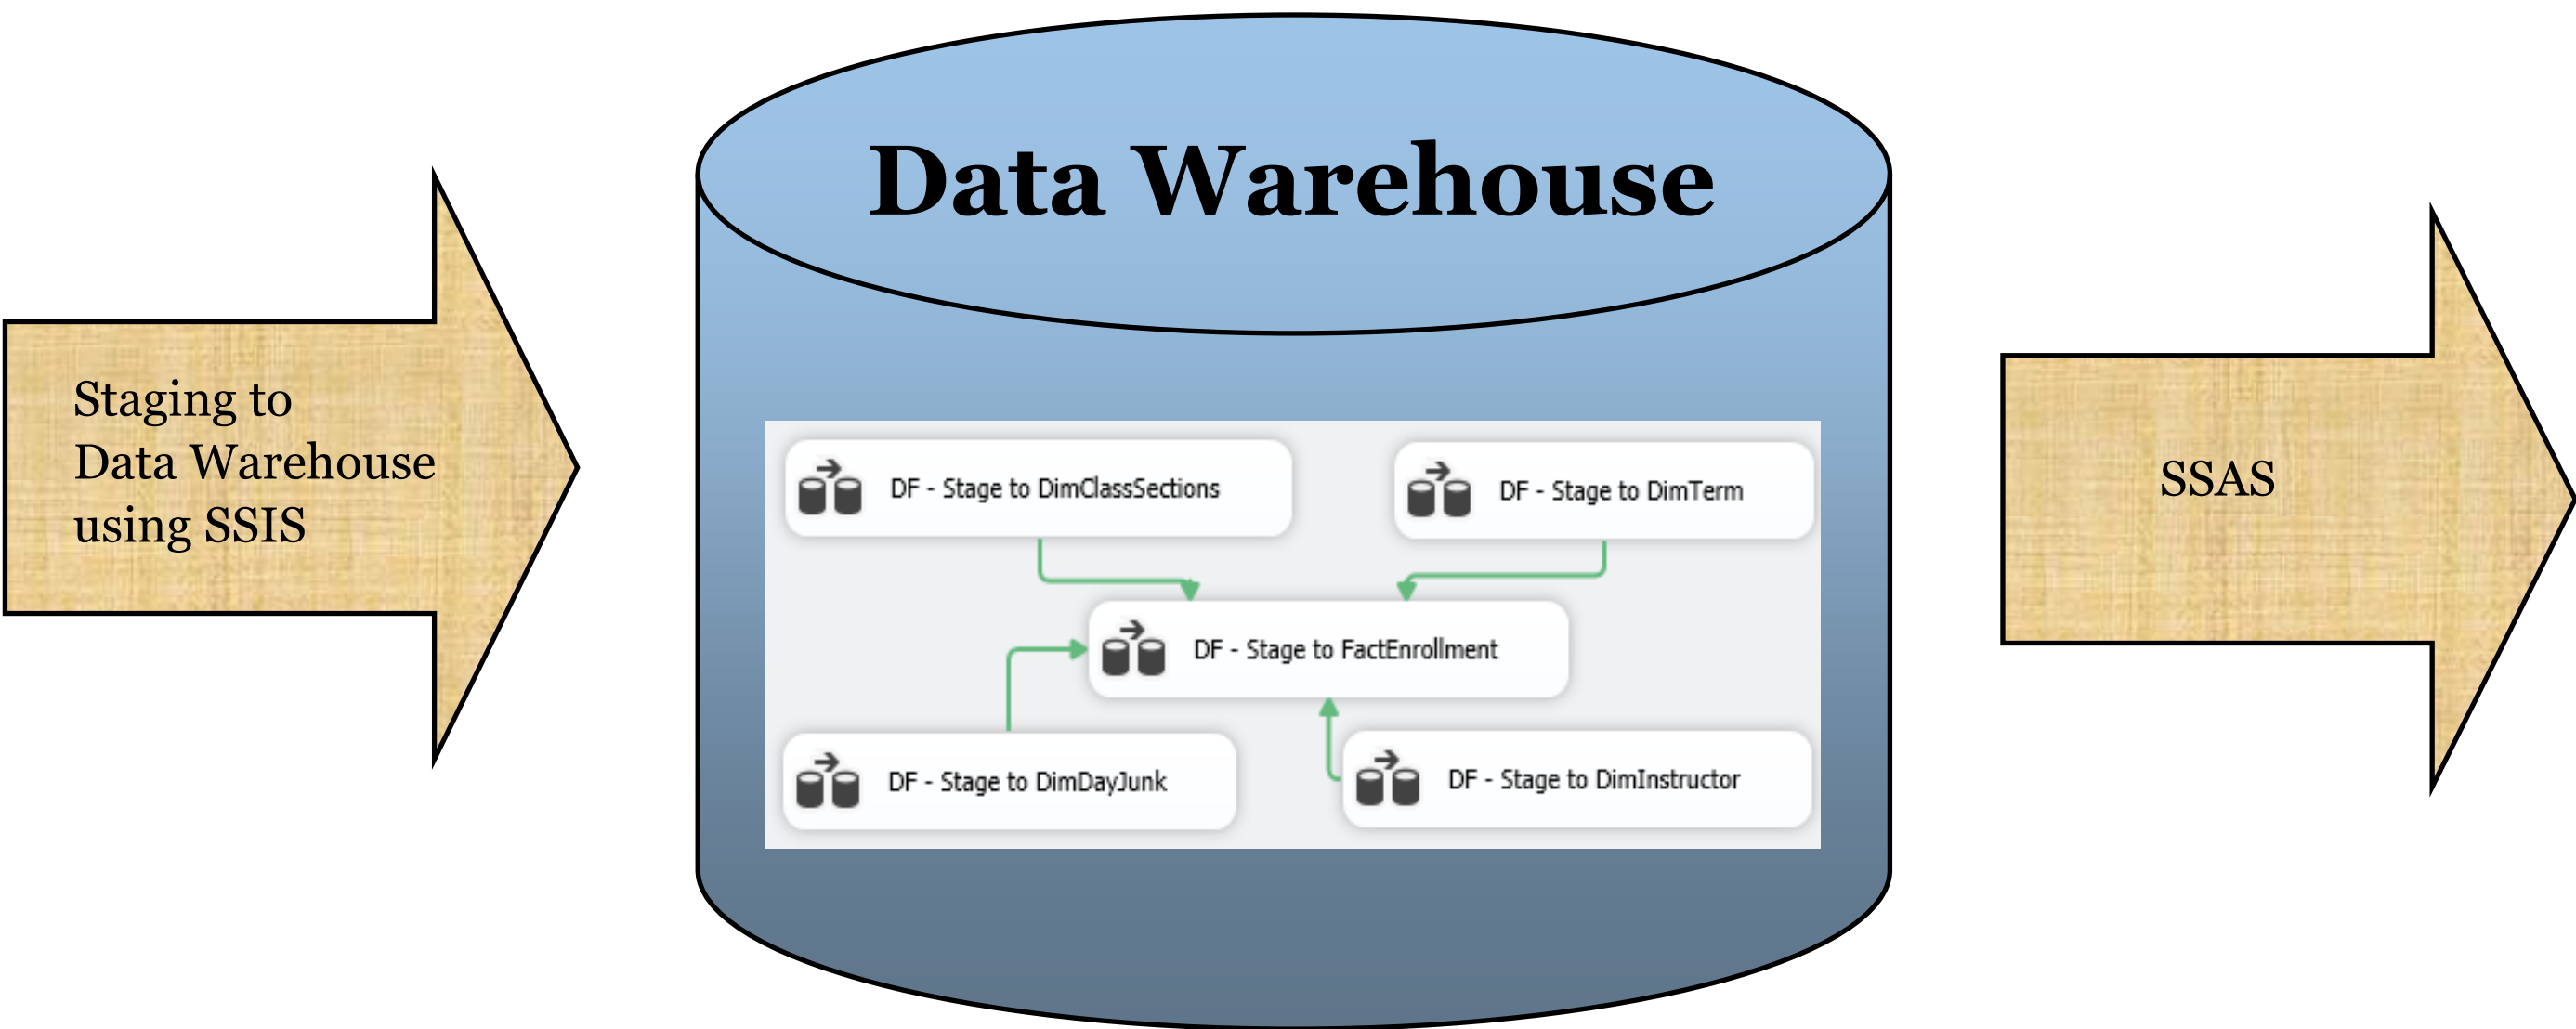 Data Warehouse
Staging to
Data Warehouse
using SSIS
DF - Stage to DimClassSections
DF - Stage to DimTerm
DF - Stage to FactEnrollment
DF - Stage to DimDayJunk
DF - Stage to DimInstructor
SSAS